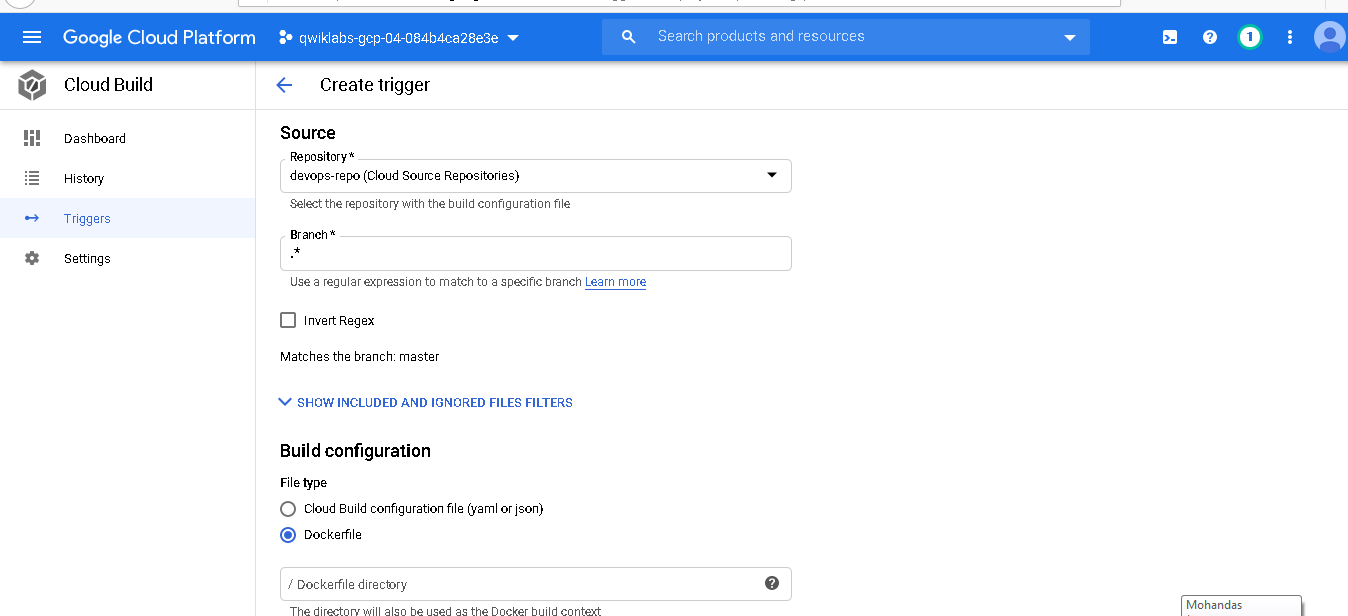 Google Cloud Platform
qwiklabs-gcp-04-084b4ca28e3e
Search products and resources
1
Cloud Build
Create trigger
Dashboard
History
Triggers
Settings
Source
Repository *
devops-repo (Cloud Source Repositories)
Select the repository with the build configuration file
Branch *
.*
Use a regular expression to match to a specific branch Learn more
Invert Regex
Matches the branch: master
SHOW INCLUDED AND IGNORED FILES FILTERS
Build configuration
File type
Cloud Build configuration file (yaml or json)
Dockerfile
/ Dockerfile directory
The directory will also be used as the Docker build context
Mohandas